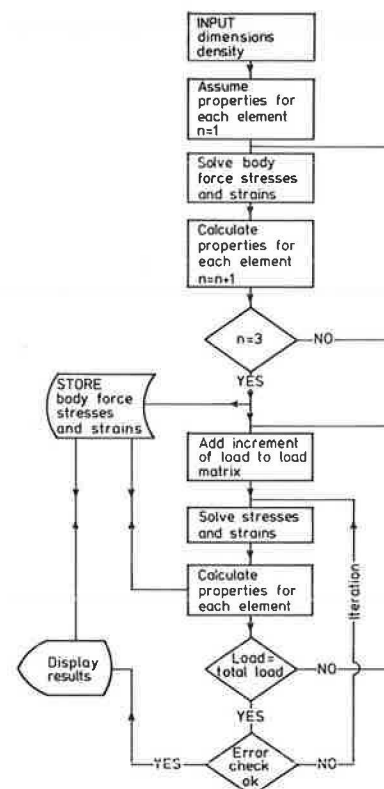 INPUT
dimensions
density
Assume
properties for
each element
n=1
Solve body
force stresses
and strains
Calculate
properties for
each element
n=n+1
n=3
NO
YES
STORE
body force
stresses
and strains
Add increment
of load to load
matrix
Solve stresses
and strains
Calculate
properties for
each element
Iteration
Display
results
Load=
total load
NO
YES
Error
check
ok
YES
NO